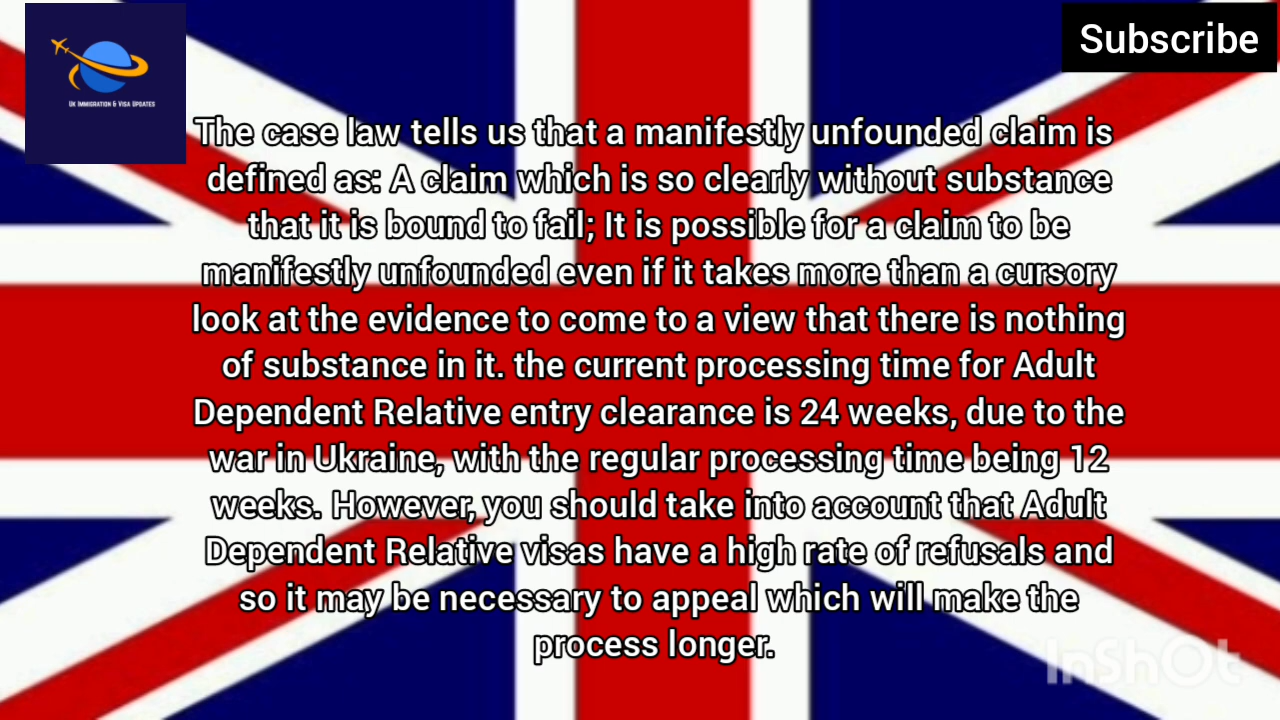 Subscribe
UK Immigration & Visa Updates
The case law tells us that a manifestly unfounded claim is
defined as: A claim which is so clearly without substance
that it is bound to fail; It is possible for a claim to be
manifestly unfounded even if it takes more than a cursory
look at the evidence to come to a view that there is nothing
of substance in it. the current processing time for Adult
Dependent Relative entry clearance is 24 weeks, due to the
war in Ukraine, with the regular processing time being 12
weeks. However, you should take into account that Adult
Dependent Relative visas have a high rate of refusals and
so it may be necessary to appeal which will make the
process longer.
InShOt